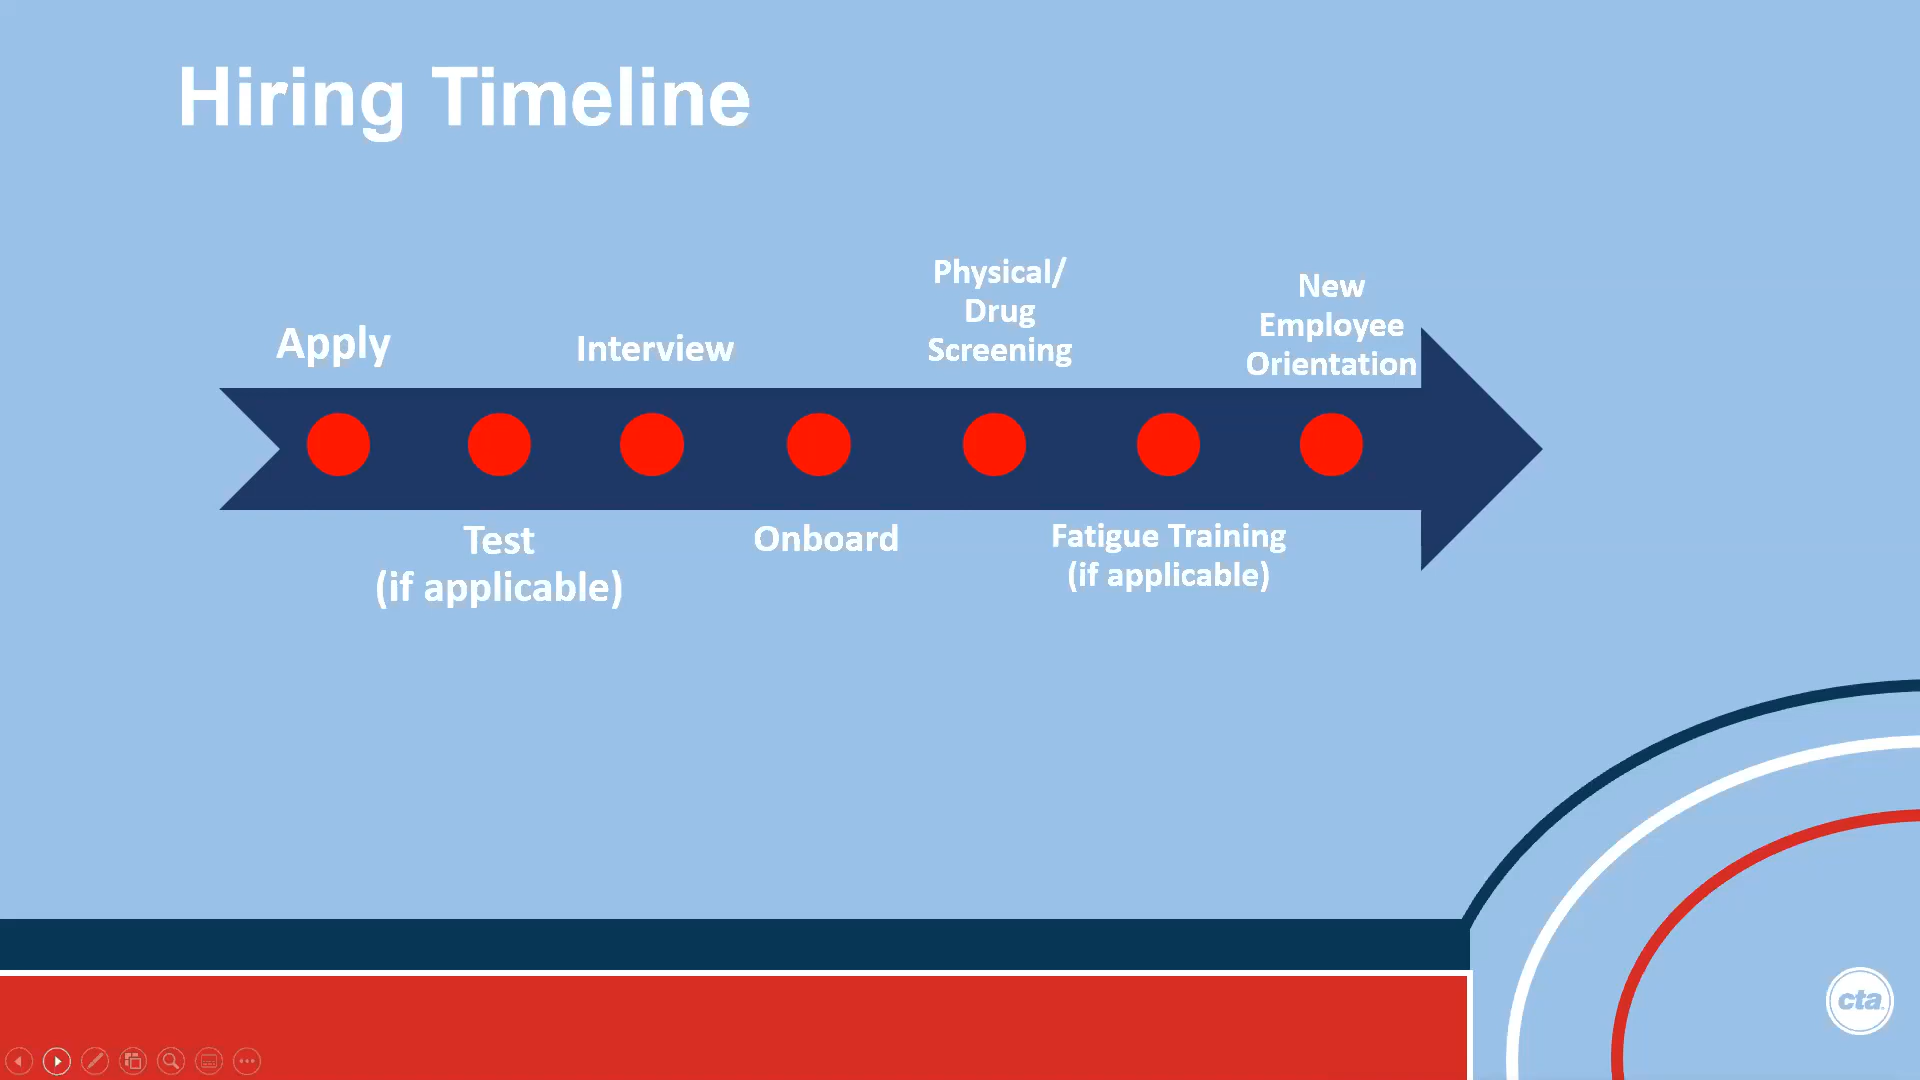 Hiring Timeline
Apply
Test
(if applicable)
Interview
Onboard
Physical/
Drug
Screening
Fatigue Training
(if applicable)
New
Employee
Orientation
cta